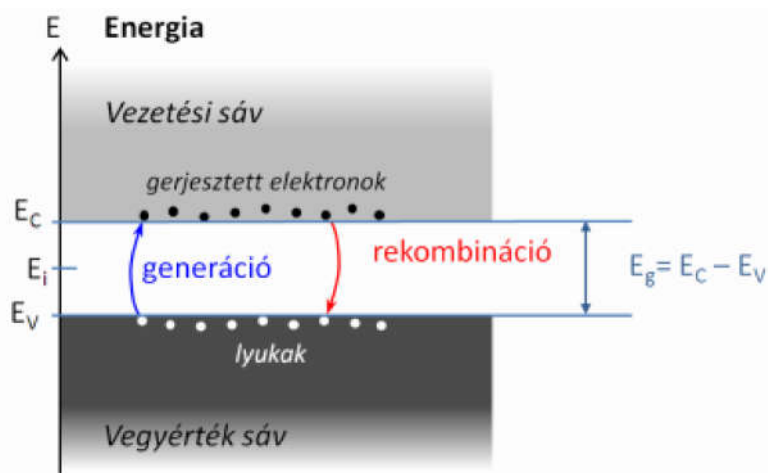 E Energia
Vezetési sáv
gerjesztett elektronok
E_C
generáció
rekombináció
E_i
E_g= E_C – E_V
E_V
lyukak
Vegyérték sáv